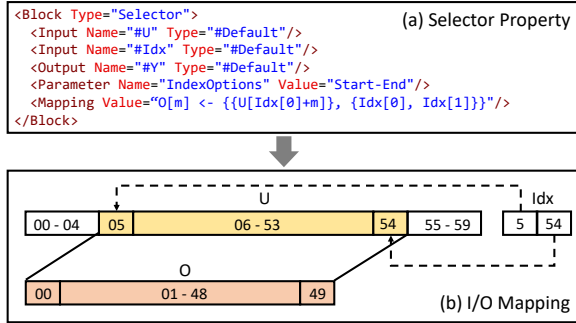 <Block Type="Selector">
(a) Selector Property
<Input Name="#U" Type="#Default"/>
<Input Name="#Idx" Type="#Default"/>
<Output Name="#Y" Type="#Default"/>
<Parameter Name="IndexOptions" Value="Start-End"/>
<Mapping Value=“O[m] <- {{U[Idx[0]+m]}, {Idx[0], Idx[1]}}"/>
</Block>
U
Idx
00 - 04 05 06 - 53 54 55 - 59 5 54
O
00 01 - 48 49
(b) I/O Mapping